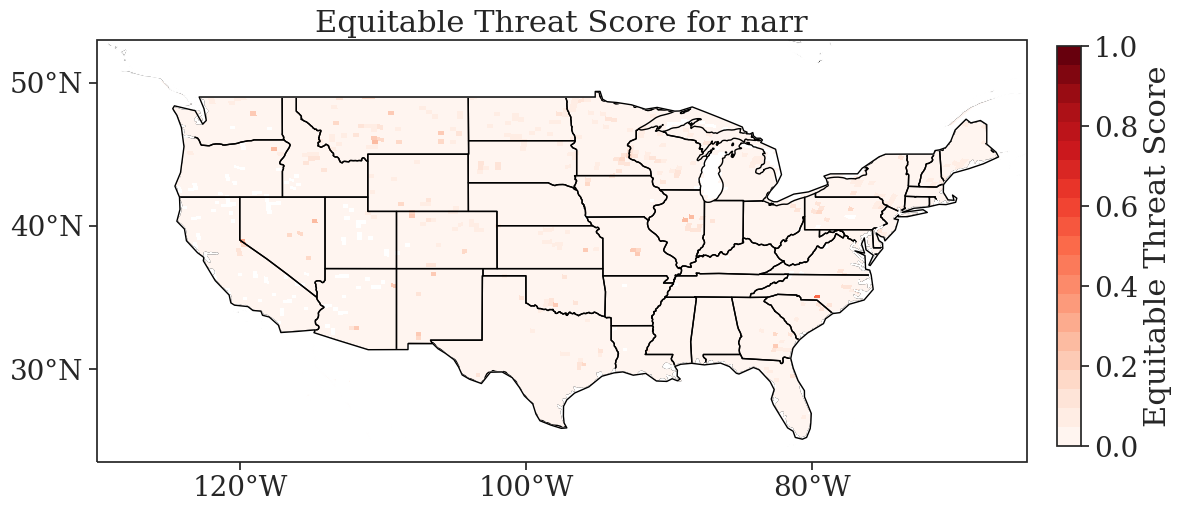 Equitable Threat Score for narr
50°N
40°N
30°N
120°W
100°W
80°W
1.0
0.8
0.6
0.4
0.2
0.0
Equitable Threat Score